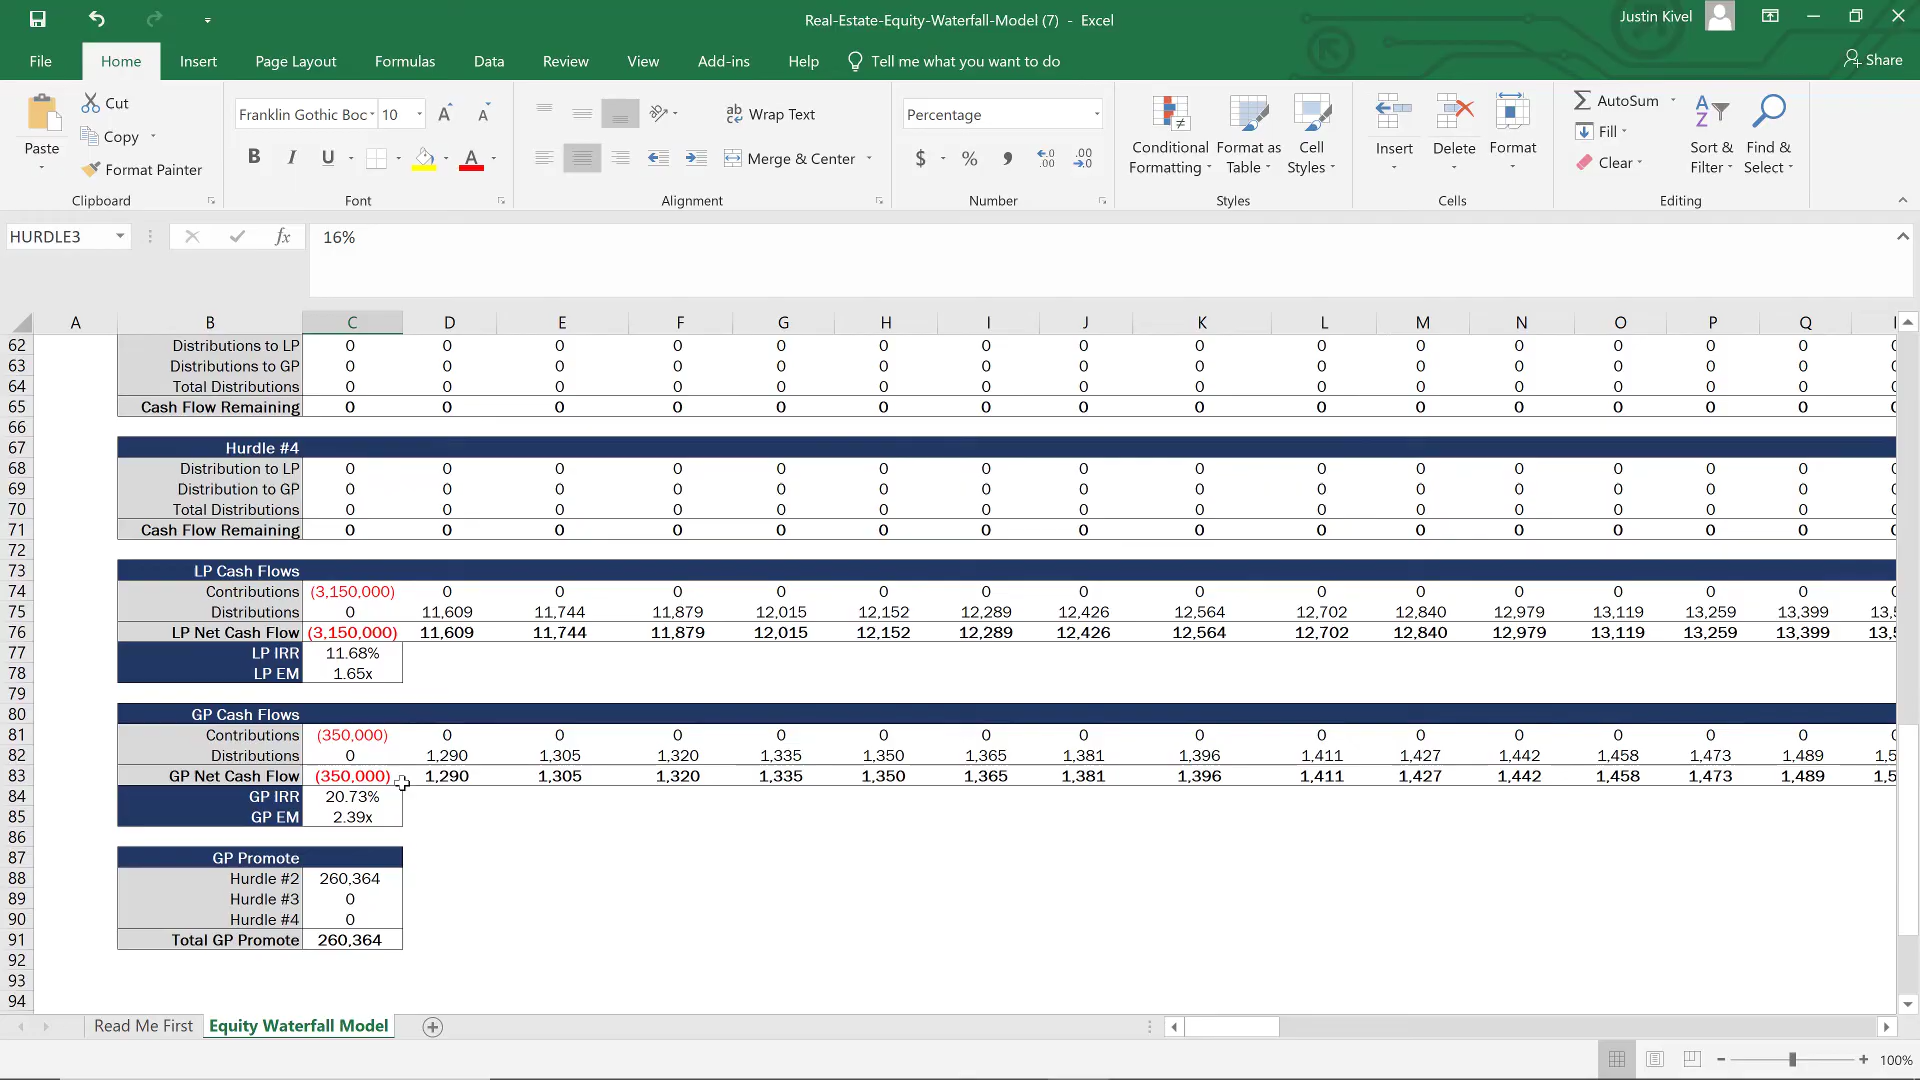 Real-Estate-Equity-Waterfall-Model (7) - Excel
Justin Kivel
File Home Insert Page Layout Formulas Data Review View Add-ins Help Tell me what you want to do Share
Paste
Cut
Copy
Format Painter
Clipboard
Franklin Gothic Boc 10
B I U
Font
Wrap Text
Merge & Center
Alignment
Percentage
$ %
Number
Conditional Formatting
Format as Table
Cell Styles
Styles
Insert Delete Format
Cells
AutoSum
Fill
Clear
Sort & Filter
Find & Select
Editing
HURDLE3 fx 16%
A B C D E F G H I J K L M N O P Q
62 Distributions to LP 0 0 0 0 0 0 0 0 0 0 0 0 0 0 0
63 Distributions to GP 0 0 0 0 0 0 0 0 0 0 0 0 0 0 0
64 Total Distributions 0 0 0 0 0 0 0 0 0 0 0 0 0 0 0
65 Cash Flow Remaining 0 0 0 0 0 0 0 0 0 0 0 0 0 0 0
66
67 Hurdle #4
68 Distribution to LP 0 0 0 0 0 0 0 0 0 0 0 0 0 0 0
69 Distribution to GP 0 0 0 0 0 0 0 0 0 0 0 0 0 0 0
70 Total Distributions 0 0 0 0 0 0 0 0 0 0 0 0 0 0 0
71 Cash Flow Remaining 0 0 0 0 0 0 0 0 0 0 0 0 0 0 0
72
73 LP Cash Flows
74 Contributions (3,150,000) 0 0 0 0 0 0 0 0 0 0 0 0 0 0
75 Distributions 0 11,609 11,744 11,879 12,015 12,152 12,289 12,426 12,564 12,702 12,840 12,979 13,119 13,259 13,399
76 LP Net Cash Flow (3,150,000) 11,609 11,744 11,879 12,015 12,152 12,289 12,426 12,564 12,702 12,840 12,979 13,119 13,259 13,399
77 LP IRR 11.68%
78 LP EM 1.65x
79
80 GP Cash Flows
81 Contributions (350,000) 0 0 0 0 0 0 0 0 0 0 0 0 0 0
82 Distributions 0 1,290 1,305 1,320 1,335 1,350 1,365 1,381 1,396 1,411 1,427 1,442 1,458 1,473 1,489
83 GP Net Cash Flow (350,000) 1,290 1,305 1,320 1,335 1,350 1,365 1,381 1,396 1,411 1,427 1,442 1,458 1,473 1,489
84 GP IRR 20.73%
85 GP EM 2.39x
86
87 GP Promote
88 Hurdle #2 260,364
89 Hurdle #3 0
90 Hurdle #4 0
91 Total GP Promote 260,364
92
93
94
Read Me First Equity Waterfall Model
100%